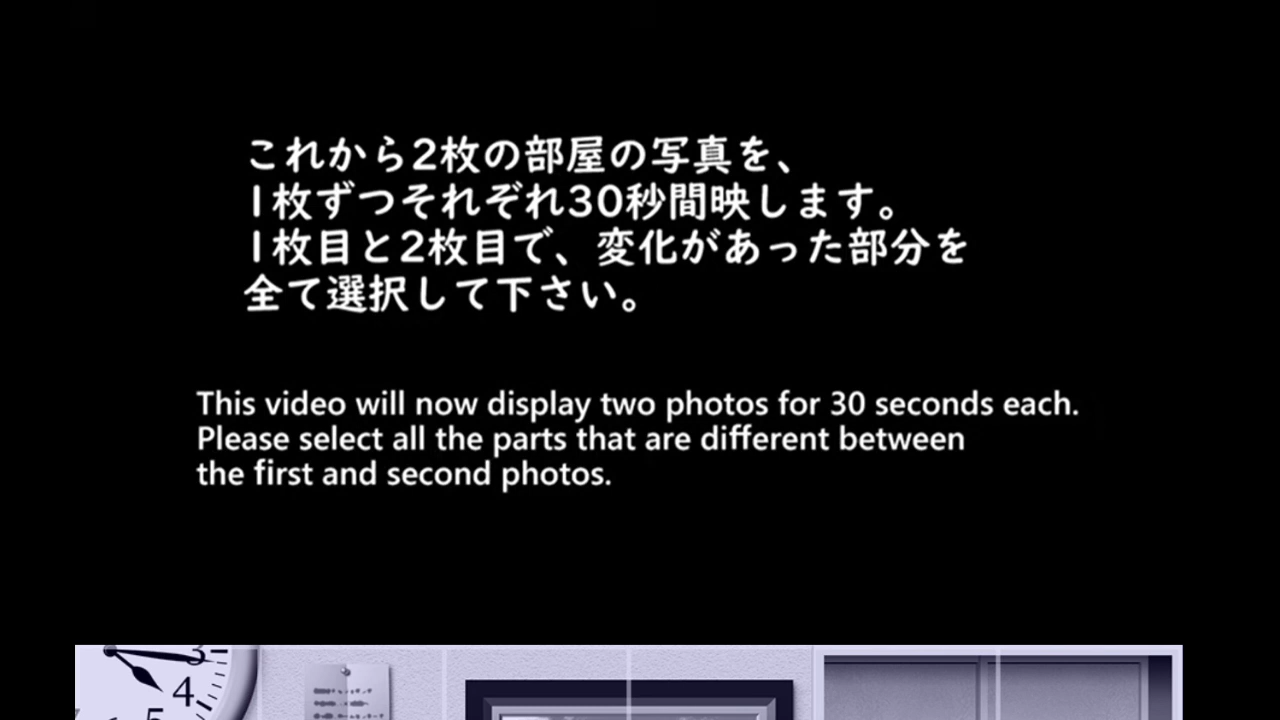 これから2枚の部屋の写真を、
1枚ずつそれぞれ30秒間映します。
1枚目と2枚目で、変化があった部分を
全て選択して下さい。
This video will now display two photos for 30 seconds each.
Please select all the parts that are different between
the first and second photos.
3
4
5